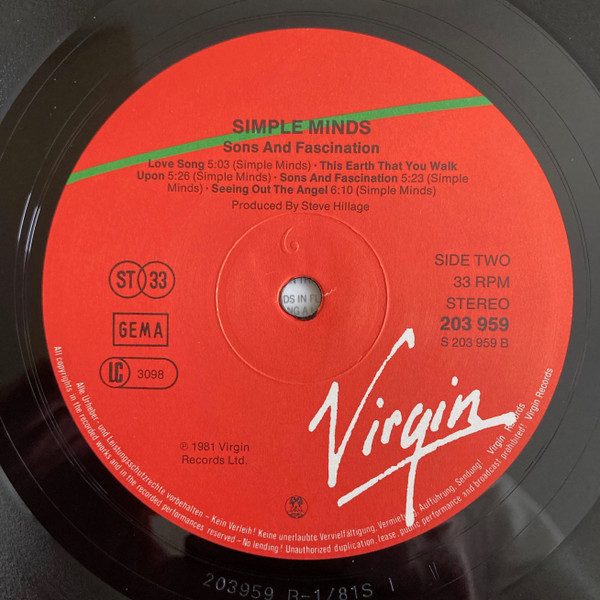 SIMPLE MINDS
Sons And Fascination
Love Song 5:03 (Simple Minds) · This Earth That You Walk
Upon 5:26 (Simple Minds) · Sons And Fascination 5:23 (Simple
Minds) · Seeing Out The Angel 6:10 (Simple Minds)
Produced By Steve Hillage
ST 33
GEMA
LC 3098
SIDE TWO
33 RPM
STEREO
203 959
S 203 959 B
DS IN
NG A
Virgin
℗ 1981 Virgin
Records Ltd.
Alle Urheber- und Leistungsschutzrechte vorbehalten – Kein Verleih! Keine unerlaubte Vervielfältigung, Vermietung, Aufführung, Sendung! Virgin Records
All copyrights in the recorded works and in the recorded performances reserved – No lending! Unauthorized duplication, lease, public performance and broadcast prohibited! Virgin Records
203959 B-1/81S